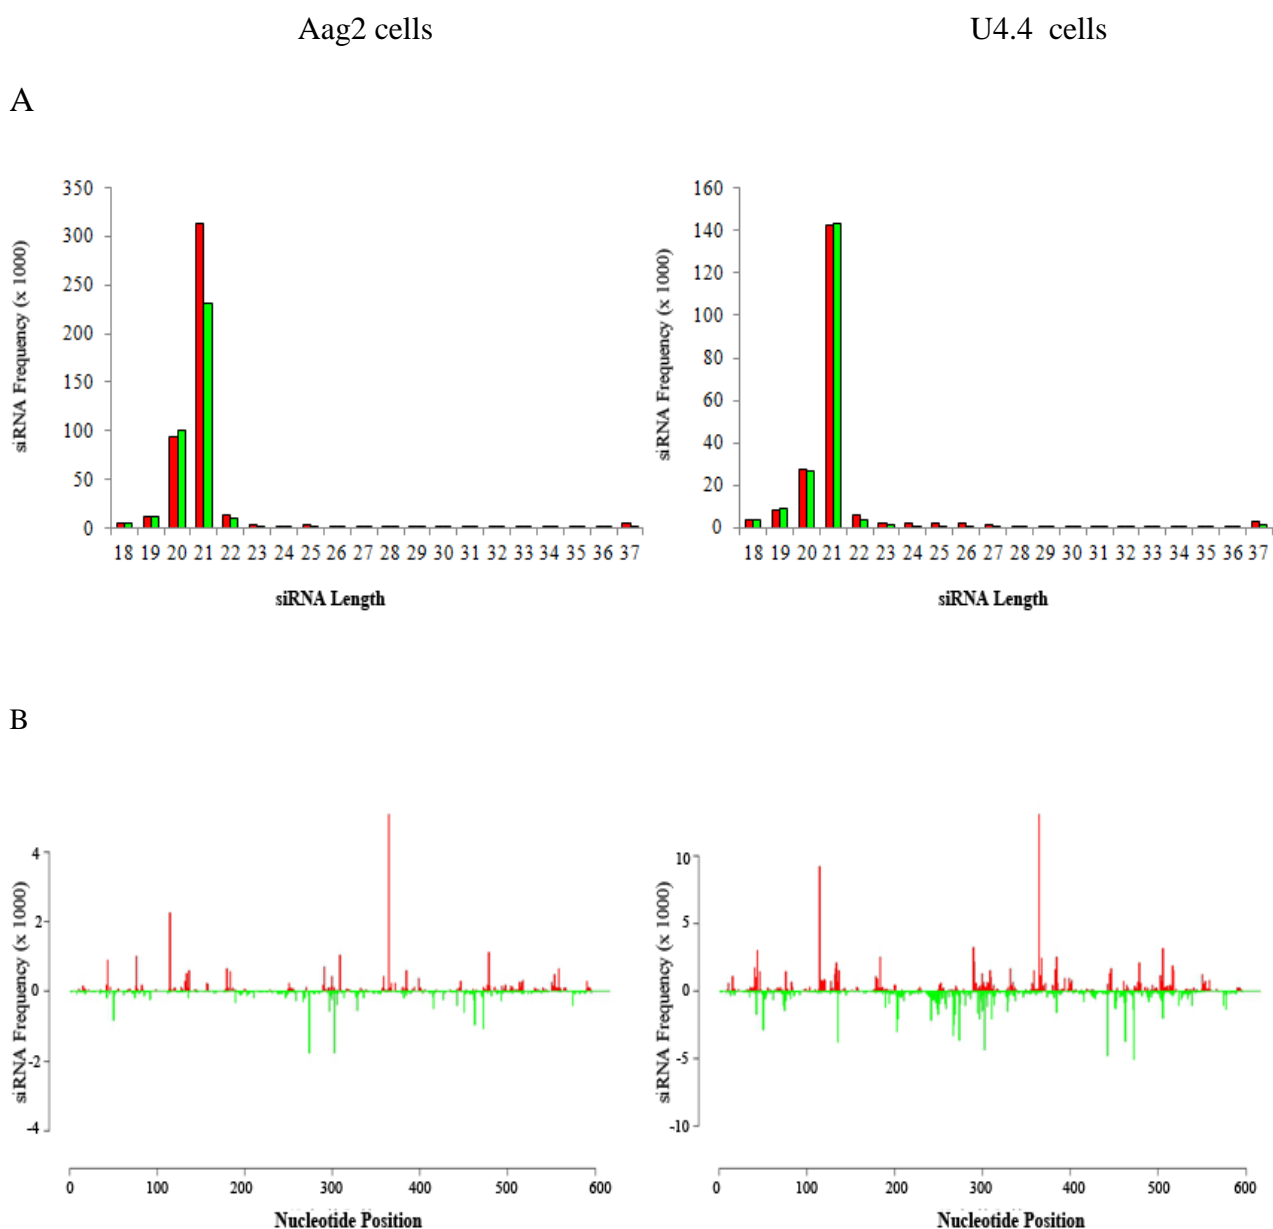 Aag2 cells U4.4 cells
A
350
300
250
200
150
100
50
0
siRNA Frequency (x 1000)
18 19 20 21 22 23 24 25 26 27 28 29 30 31 32 33 34 35 36 37
siRNA Length
160
140
120
100
80
60
40
20
0
siRNA Frequency (x 1000)
18 19 20 21 22 23 24 25 26 27 28 29 30 31 32 33 34 35 36 37
siRNA Length
B
4
2
0
-2
-4
siRNA Frequency (x 1000)
0 100 200 300 400 500 600
Nucleotide Position
10
5
0
-5
-10
siRNA Frequency (x 1000)
0 100 200 300 400 500 600
Nucleotide Position